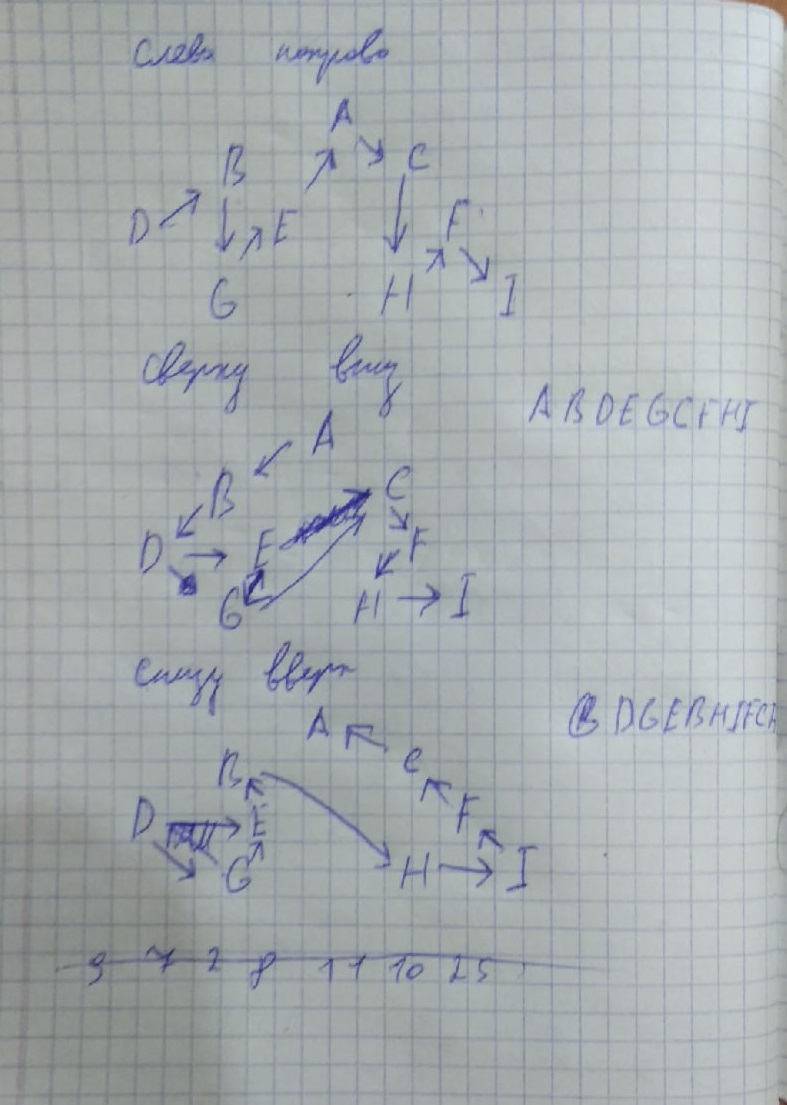 слева направо
A
B C
D E F
G H I
сверху вниз
ABDEGCFHI
A
B C
D E F
G H I
снизу вверх
DGEBHIFCA
A
B C
D E F
G H I
9 7 2 8 11 10 25